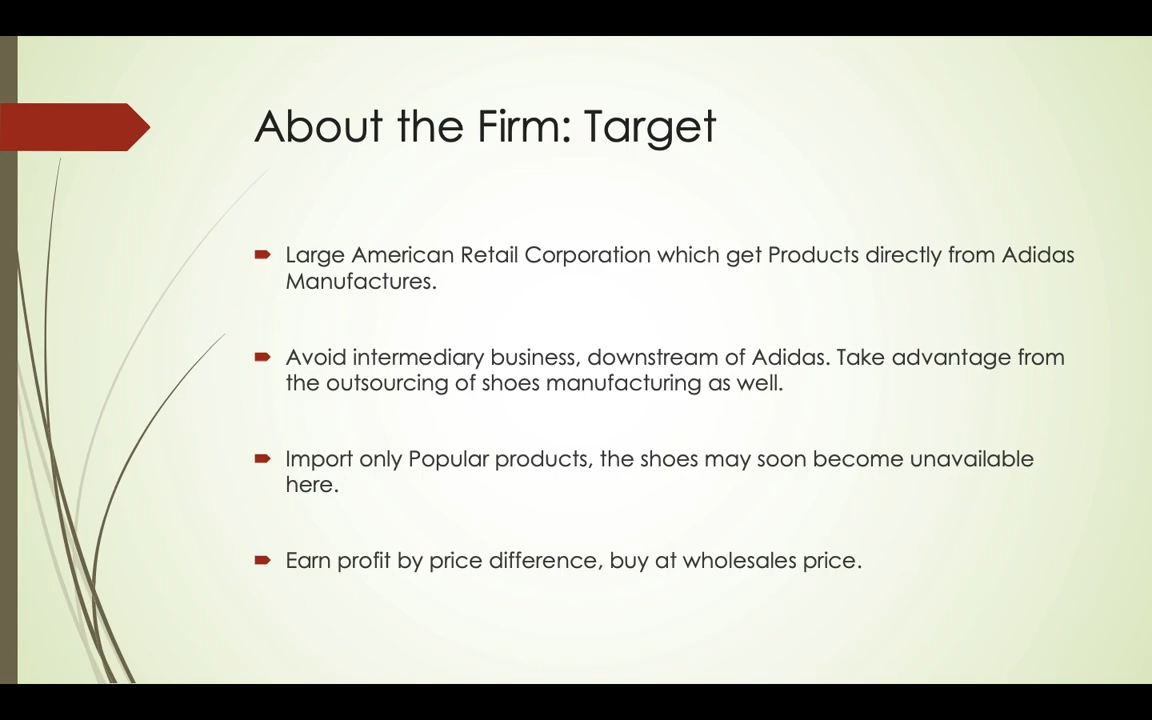 About the Firm: Target
Large American Retail Corporation which get Products directly from Adidas
Manufactures.
Avoid intermediary business, downstream of Adidas. Take advantage from
the outsourcing of shoes manufacturing as well.
Import only Popular products, the shoes may soon become unavailable
here.
Earn profit by price difference, buy at wholesales price.